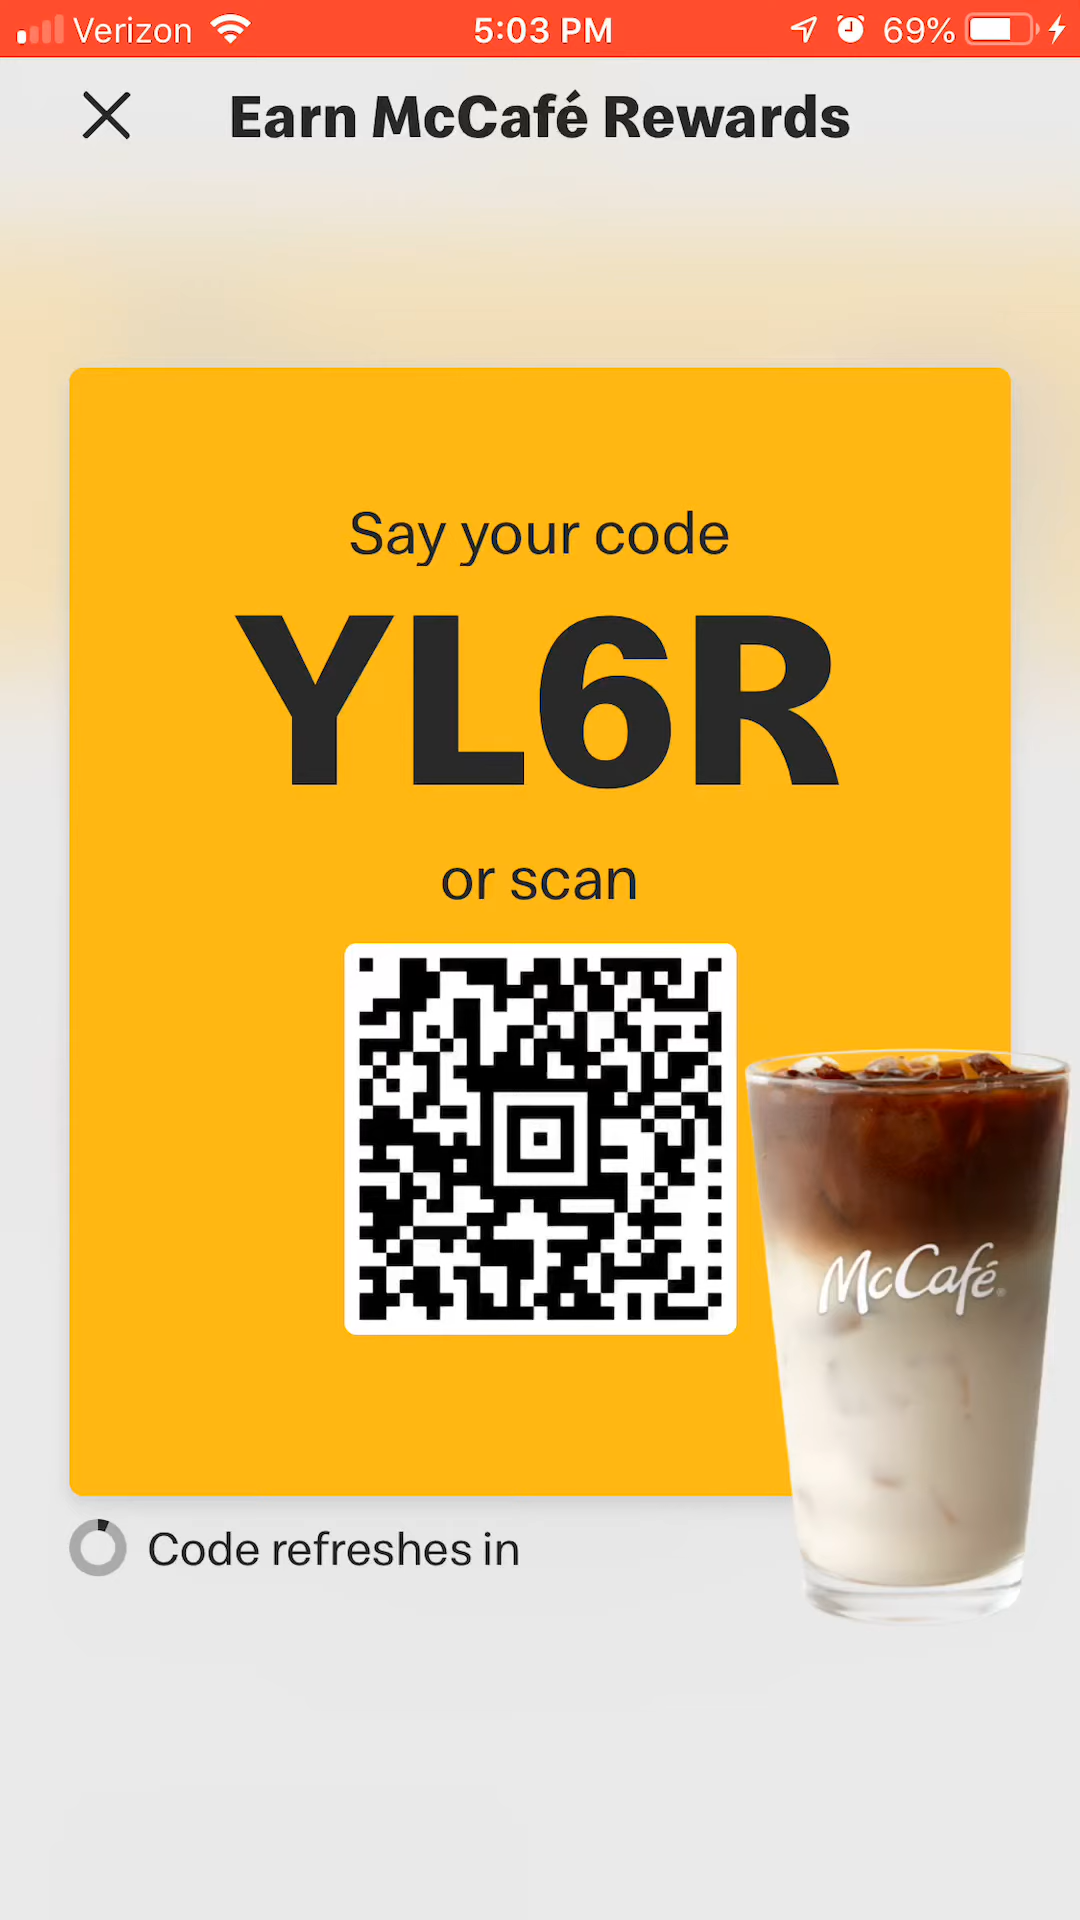 Verizon 5:03 PM 69%
Earn McCafé Rewards
Say your code
YL6R
or scan
McCafé
Code refreshes in